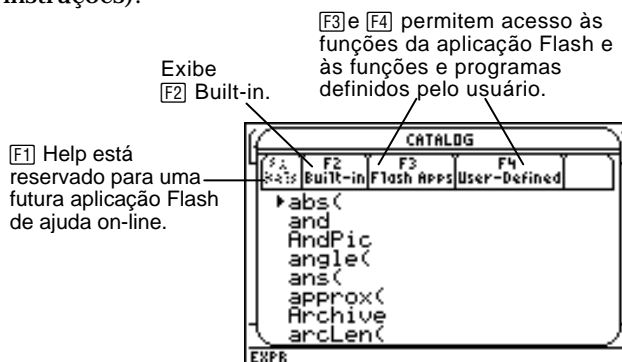 instruções).
F3 e F4 permitem acesso às
funções da aplicação Flash e
às funções e programas
definidos pelo usuário.
Exibe
F2 Built-in.
F1 Help está
reservado para uma
futura aplicação Flash
de ajuda on-line.
CATALOG
F2 F3 F4
Built-in Flash Apps User-Defined
▸abs(
and
AndPic
angle(
ans(
approx(
Archive
arcLen(
EXPR